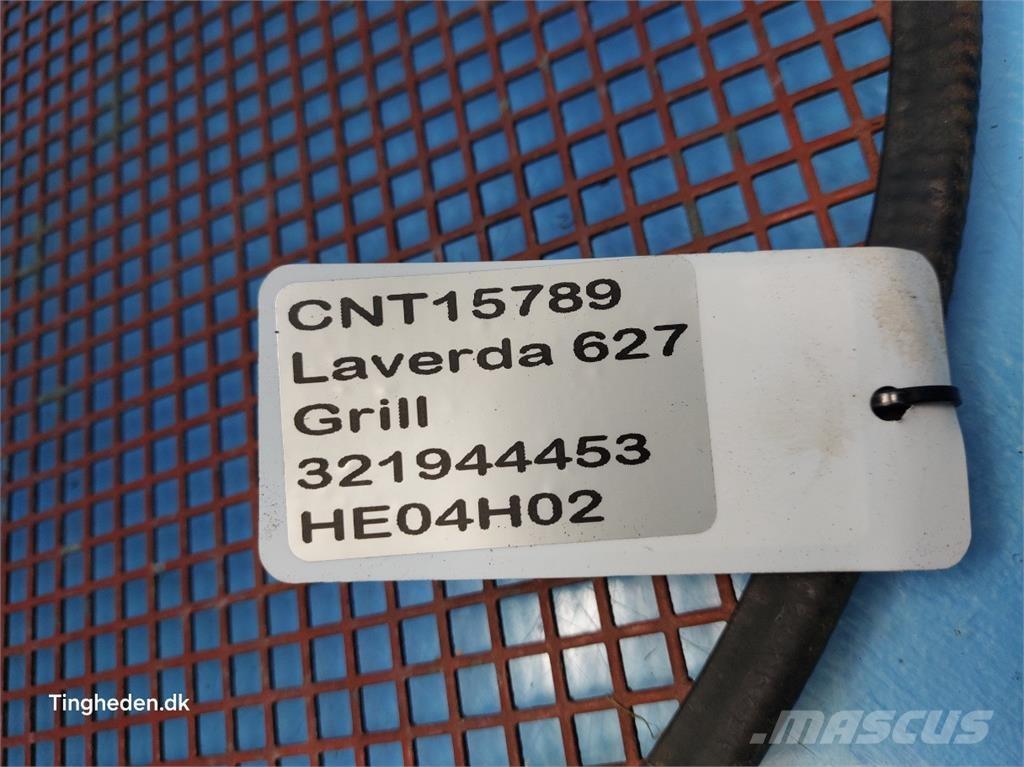 CNT15789
Laverda 627
Grill
321944453
HE04H02
Tingheden.dk
MASCUS